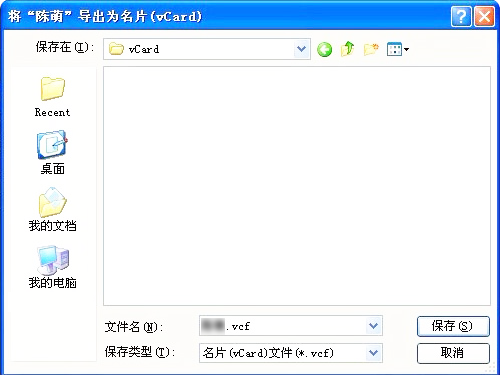 将“陈萌”导出为名片(vCard)
保存在(I):
vCard
Recent
桌面
我的文档
我的电脑
文件名(N):
.vcf
保存(S)
保存类型(T):
名片(vCard)文件(*.vcf)
取消